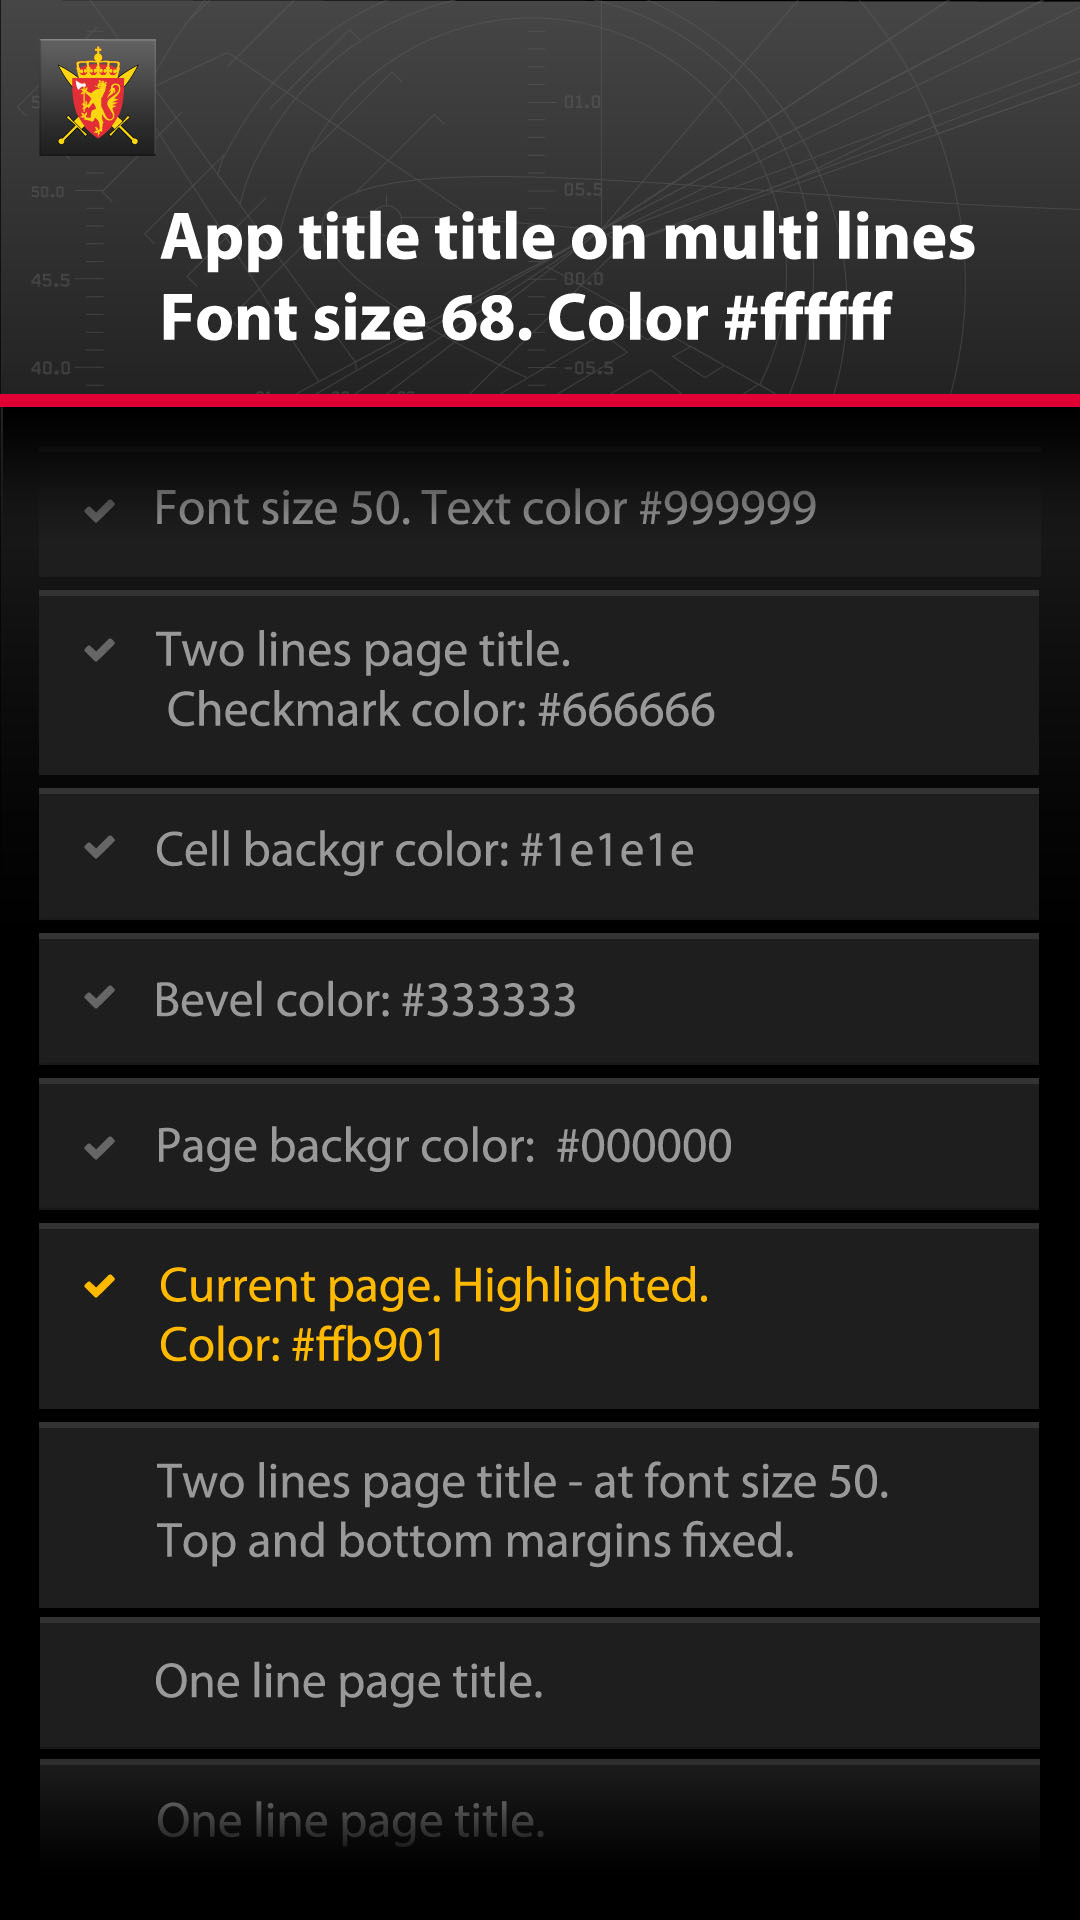 01.0
50.0
05.5
App title title on multi lines
45.5
00.0
Font size 68. Color #ffffff
40.0
-05.5
Font size 50. Text color #999999
Two lines page title.
Checkmark color: #666666
Cell backgr color: #1e1e1e
Bevel color: #333333
Page backgr color: #000000
Current page. Highlighted.
Color: #ffb901
Two lines page title - at font size 50.
Top and bottom margins fixed.
One line page title.
One line page title.